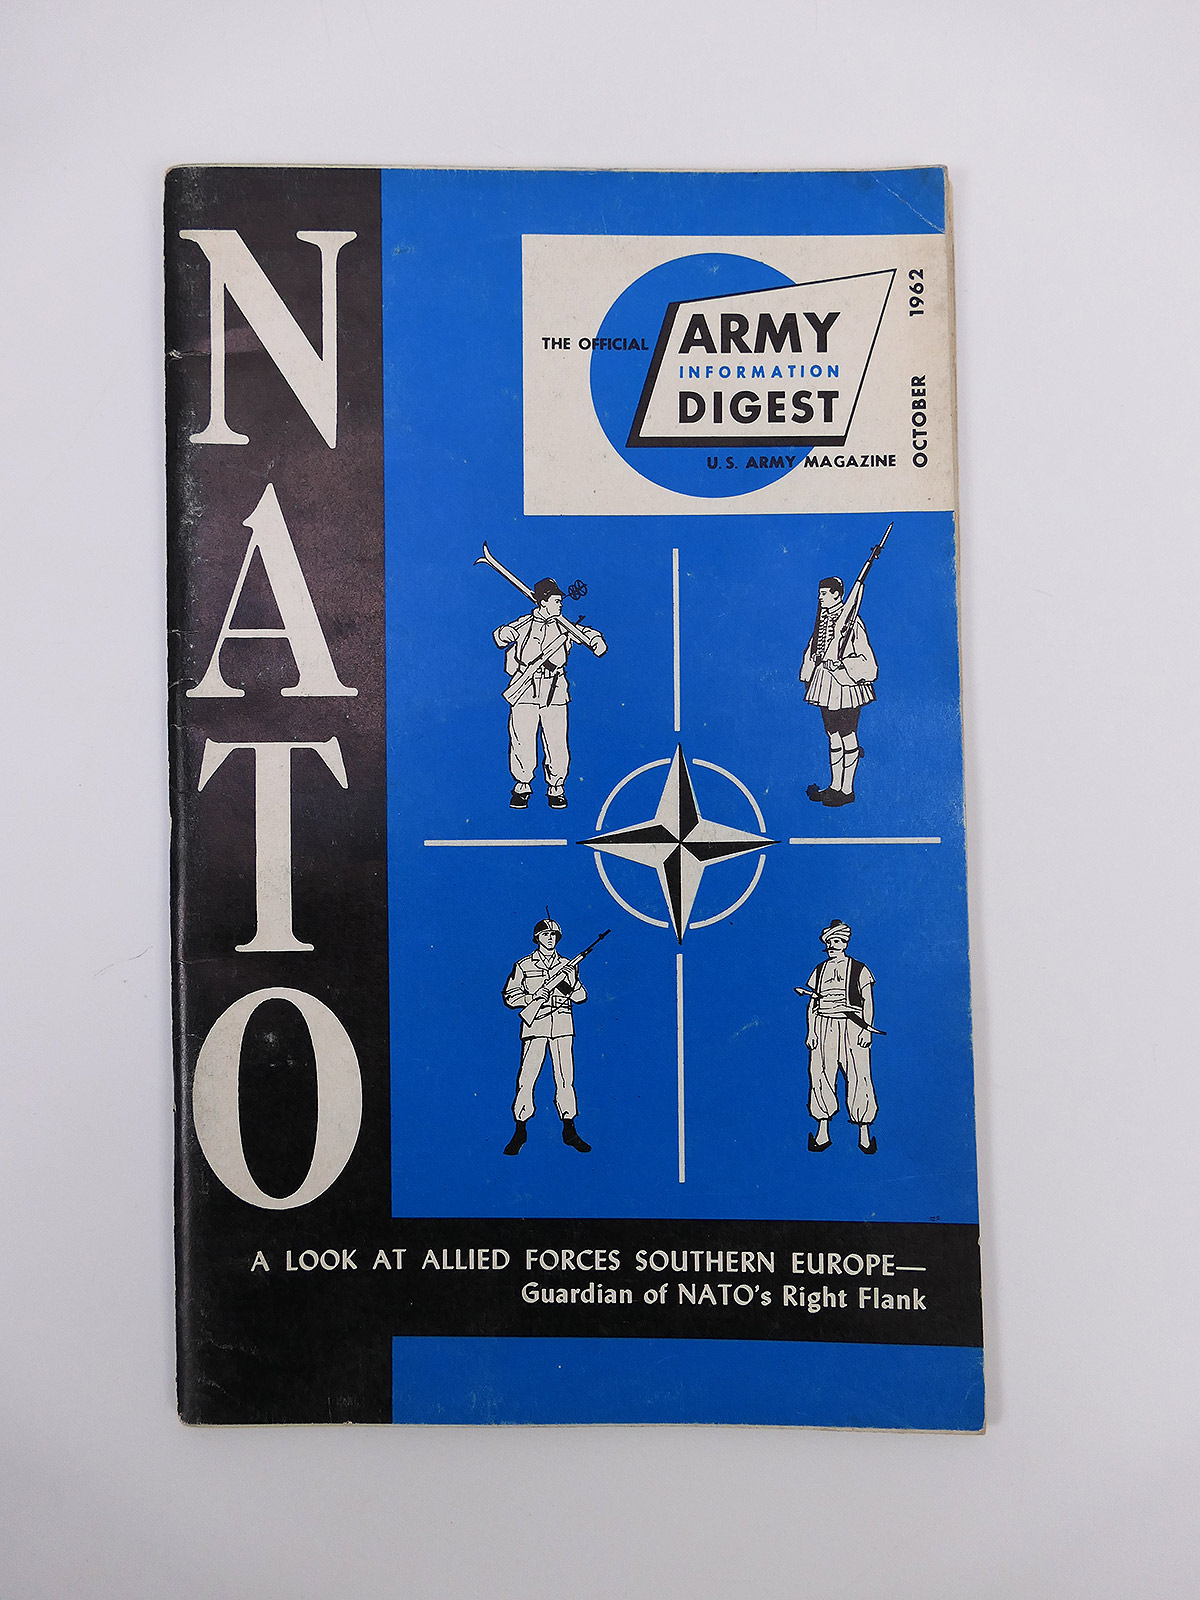 NATO
THE OFFICIAL
ARMY
INFORMATION
DIGEST
U.S. ARMY MAGAZINE
OCTOBER 1962
A LOOK AT ALLIED FORCES SOUTHERN EUROPE—
Guardian of NATO's Right Flank